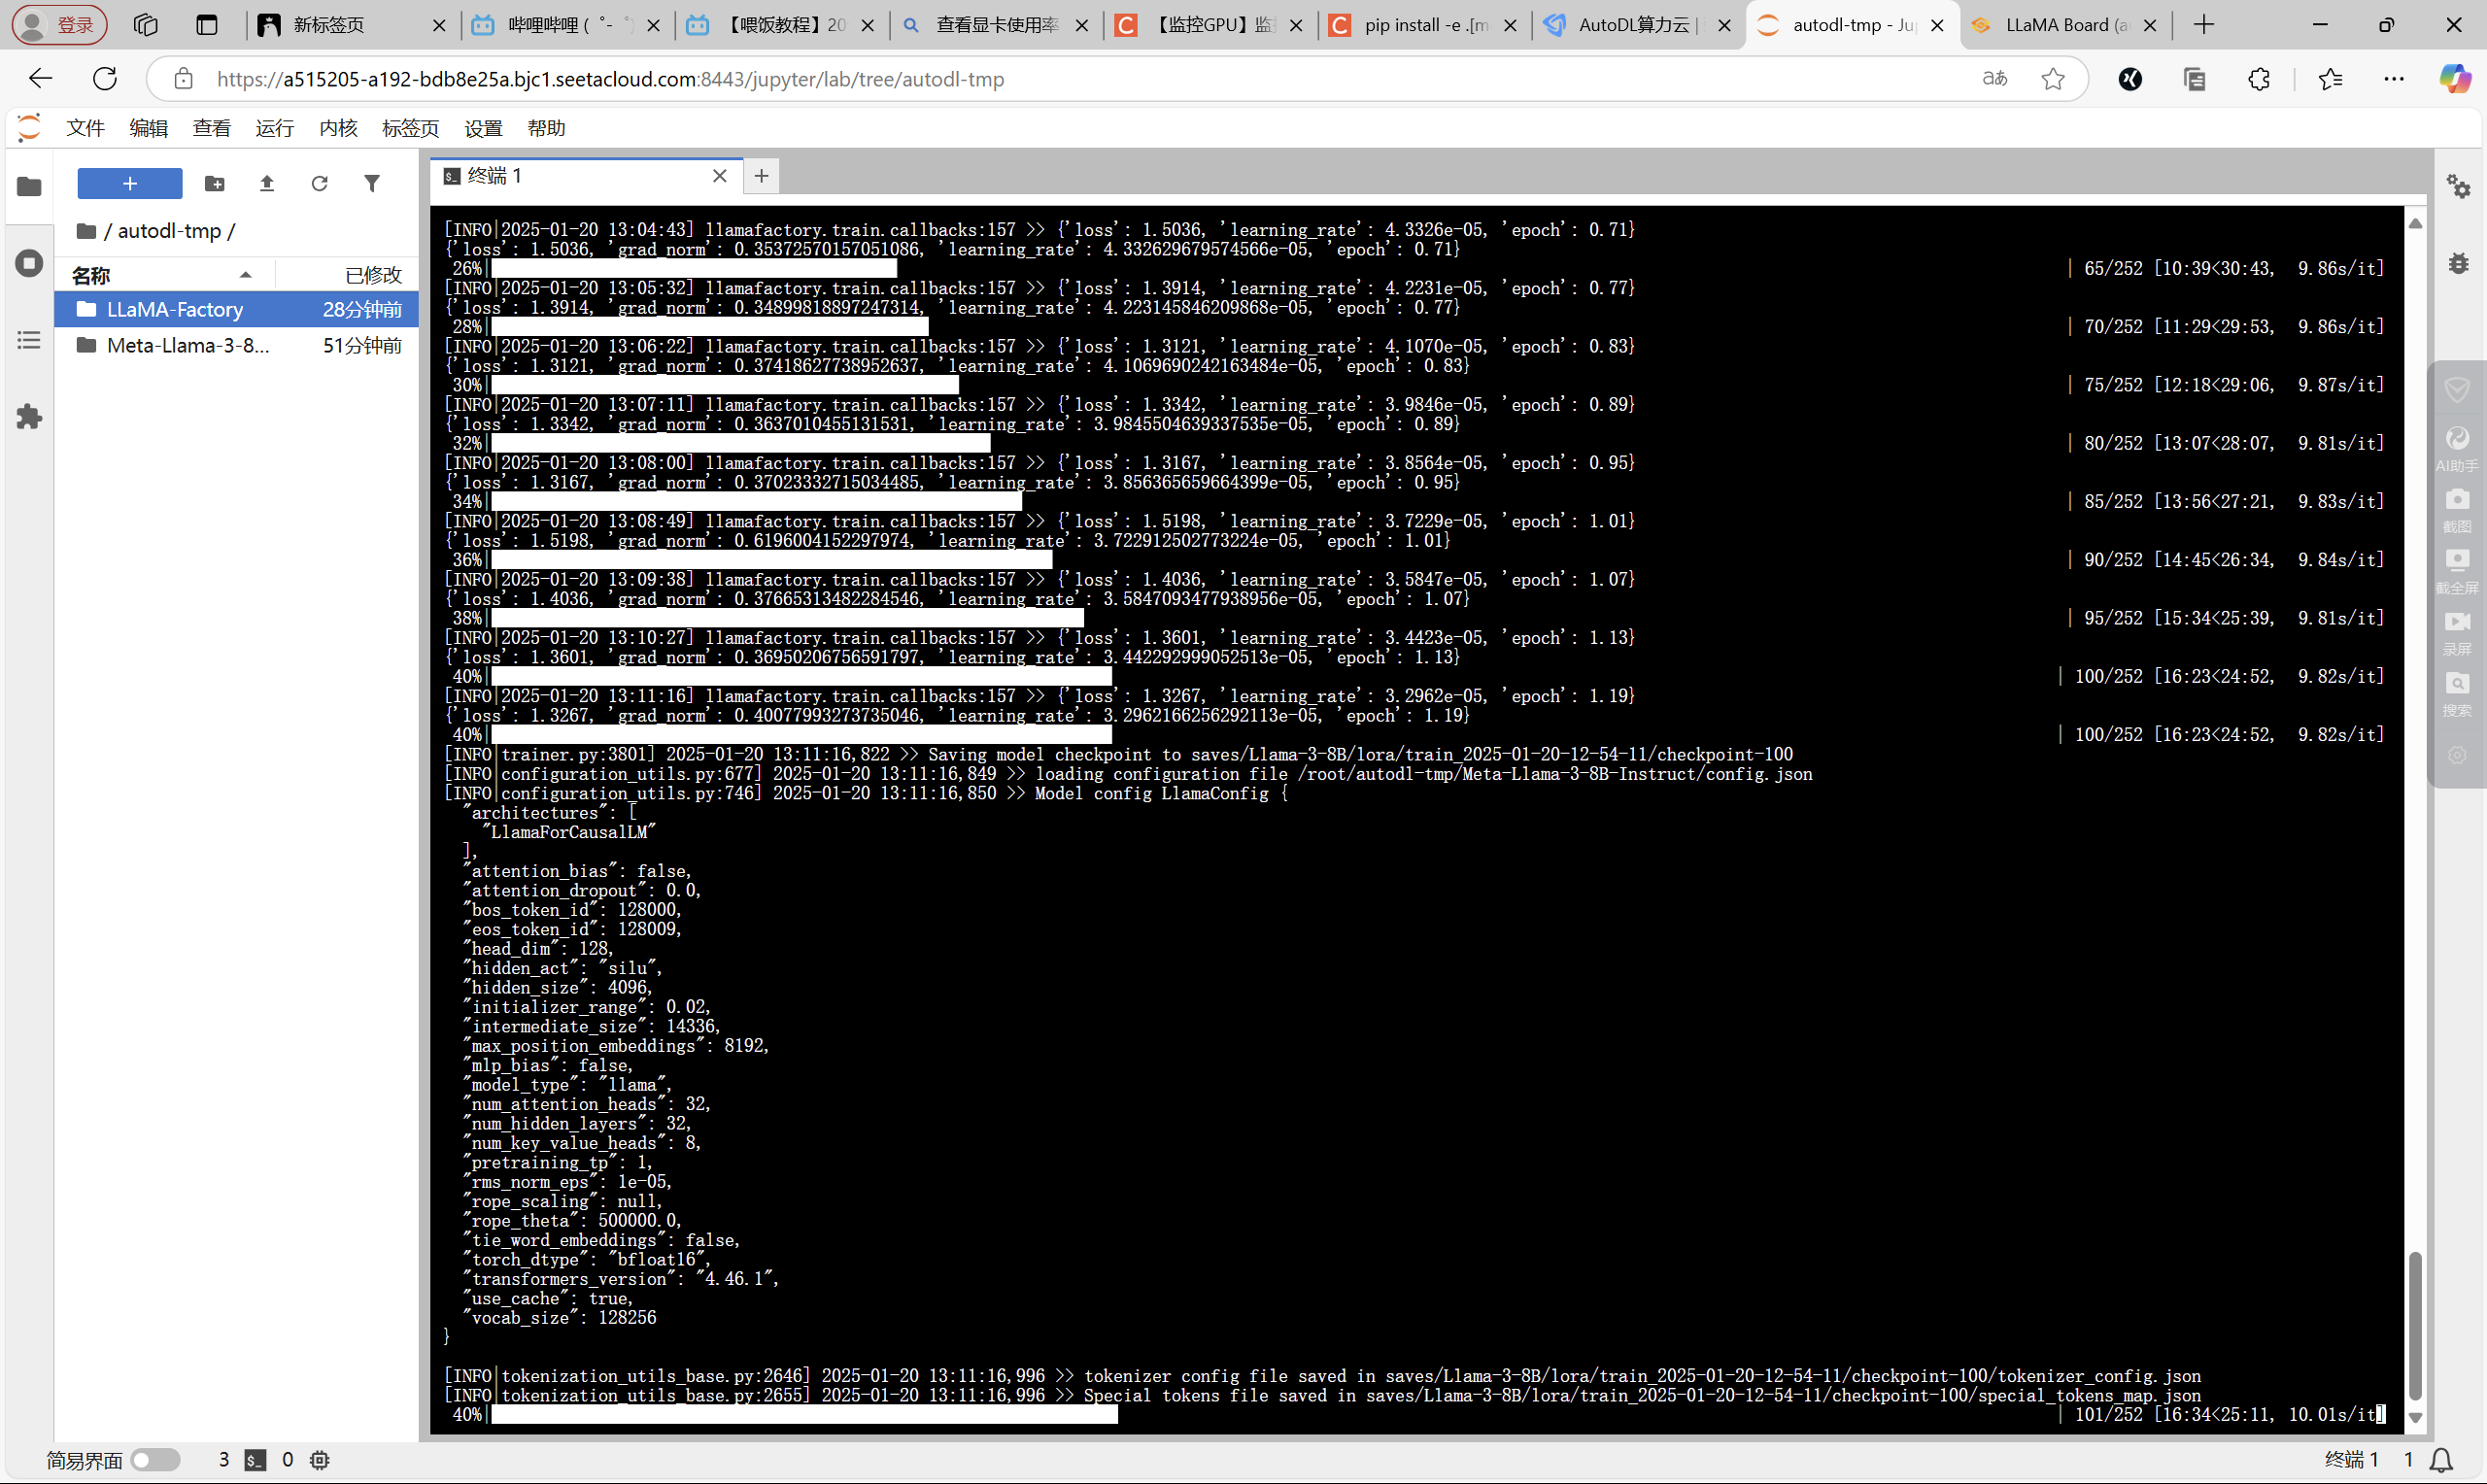 登录
新标签页
哔哩哔哩 (゜-゜)
【喂饭教程】20
查看显卡使用率
【监控GPU】监
pip install -e .[m
AutoDL算力云 |
autodl-tmp - Ju
LLaMA Board (a
https://a515205-a192-bdb8e25a.bjc1.seetacloud.com:8443/jupyter/lab/tree/autodl-tmp
文件 编辑 查看 运行 内核 标签页 设置 帮助
终端 1
/ autodl-tmp /
名称 已修改
LLaMA-Factory 28分钟前
Meta-Llama-3-8... 51分钟前
[INFO|2025-01-20 13:04:43] llamafactory.train.callbacks:157 >> {'loss': 1.5036, 'learning_rate': 4.3326e-05, 'epoch': 0.71}
{'loss': 1.5036, 'grad_norm': 0.35372570157051086, 'learning_rate': 4.332629679574566e-05, 'epoch': 0.71}
26%| | 65/252 [10:39<30:43, 9.86s/it]
[INFO|2025-01-20 13:05:32] llamafactory.train.callbacks:157 >> {'loss': 1.3914, 'learning_rate': 4.2231e-05, 'epoch': 0.77}
{'loss': 1.3914, 'grad_norm': 0.34899818897247314, 'learning_rate': 4.223145846209868e-05, 'epoch': 0.77}
28%| | 70/252 [11:29<29:53, 9.86s/it]
[INFO|2025-01-20 13:06:22] llamafactory.train.callbacks:157 >> {'loss': 1.3121, 'learning_rate': 4.1070e-05, 'epoch': 0.83}
{'loss': 1.3121, 'grad_norm': 0.37418627738952637, 'learning_rate': 4.1069690242163484e-05, 'epoch': 0.83}
30%| | 75/252 [12:18<29:06, 9.87s/it]
[INFO|2025-01-20 13:07:11] llamafactory.train.callbacks:157 >> {'loss': 1.3342, 'learning_rate': 3.9846e-05, 'epoch': 0.89}
{'loss': 1.3342, 'grad_norm': 0.3637010455131531, 'learning_rate': 3.9845504639337535e-05, 'epoch': 0.89}
32%| | 80/252 [13:07<28:07, 9.81s/it]
[INFO|2025-01-20 13:08:00] llamafactory.train.callbacks:157 >> {'loss': 1.3167, 'learning_rate': 3.8564e-05, 'epoch': 0.95}
{'loss': 1.3167, 'grad_norm': 0.37023332715034485, 'learning_rate': 3.856365659664399e-05, 'epoch': 0.95}
34%| | 85/252 [13:56<27:21, 9.83s/it]
[INFO|2025-01-20 13:08:49] llamafactory.train.callbacks:157 >> {'loss': 1.5198, 'learning_rate': 3.7229e-05, 'epoch': 1.01}
{'loss': 1.5198, 'grad_norm': 0.6196004152297974, 'learning_rate': 3.722912502773224e-05, 'epoch': 1.01}
36%| | 90/252 [14:45<26:34, 9.84s/it]
[INFO|2025-01-20 13:09:38] llamafactory.train.callbacks:157 >> {'loss': 1.4036, 'learning_rate': 3.5847e-05, 'epoch': 1.07}
{'loss': 1.4036, 'grad_norm': 0.37665313482284546, 'learning_rate': 3.5847093477938956e-05, 'epoch': 1.07}
38%| | 95/252 [15:34<25:39, 9.81s/it]
[INFO|2025-01-20 13:10:27] llamafactory.train.callbacks:157 >> {'loss': 1.3601, 'learning_rate': 3.4423e-05, 'epoch': 1.13}
{'loss': 1.3601, 'grad_norm': 0.36950206756591797, 'learning_rate': 3.442292999052513e-05, 'epoch': 1.13}
40%| | 100/252 [16:23<24:52, 9.82s/it]
[INFO|2025-01-20 13:11:16] llamafactory.train.callbacks:157 >> {'loss': 1.3267, 'learning_rate': 3.2962e-05, 'epoch': 1.19}
{'loss': 1.3267, 'grad_norm': 0.40077993273735046, 'learning_rate': 3.2962166256292113e-05, 'epoch': 1.19}
40%| | 100/252 [16:23<24:52, 9.82s/it]
[INFO|trainer.py:3801] 2025-01-20 13:11:16,822 >> Saving model checkpoint to saves/Llama-3-8B/lora/train_2025-01-20-12-54-11/checkpoint-100
[INFO|configuration_utils.py:677] 2025-01-20 13:11:16,849 >> loading configuration file /root/autodl-tmp/Meta-Llama-3-8B-Instruct/config.json
[INFO|configuration_utils.py:746] 2025-01-20 13:11:16,850 >> Model config LlamaConfig {
"architectures": [
"LlamaForCausalLM"
],
"attention_bias": false,
"attention_dropout": 0.0,
"bos_token_id": 128000,
"eos_token_id": 128009,
"head_dim": 128,
"hidden_act": "silu",
"hidden_size": 4096,
"initializer_range": 0.02,
"intermediate_size": 14336,
"max_position_embeddings": 8192,
"mlp_bias": false,
"model_type": "llama",
"num_attention_heads": 32,
"num_hidden_layers": 32,
"num_key_value_heads": 8,
"pretraining_tp": 1,
"rms_norm_eps": 1e-05,
"rope_scaling": null,
"rope_theta": 500000.0,
"tie_word_embeddings": false,
"torch_dtype": "bfloat16",
"transformers_version": "4.46.1",
"use_cache": true,
"vocab_size": 128256
}
[INFO|tokenization_utils_base.py:2646] 2025-01-20 13:11:16,996 >> tokenizer config file saved in saves/Llama-3-8B/lora/train_2025-01-20-12-54-11/checkpoint-100/tokenizer_config.json
[INFO|tokenization_utils_base.py:2655] 2025-01-20 13:11:16,996 >> Special tokens file saved in saves/Llama-3-8B/lora/train_2025-01-20-12-54-11/checkpoint-100/special_tokens_map.json
40%| | 101/252 [16:34<25:11, 10.01s/it]
AI助手
截图
截全屏
录屏
搜索
简易界面 3 0
终端 1 1